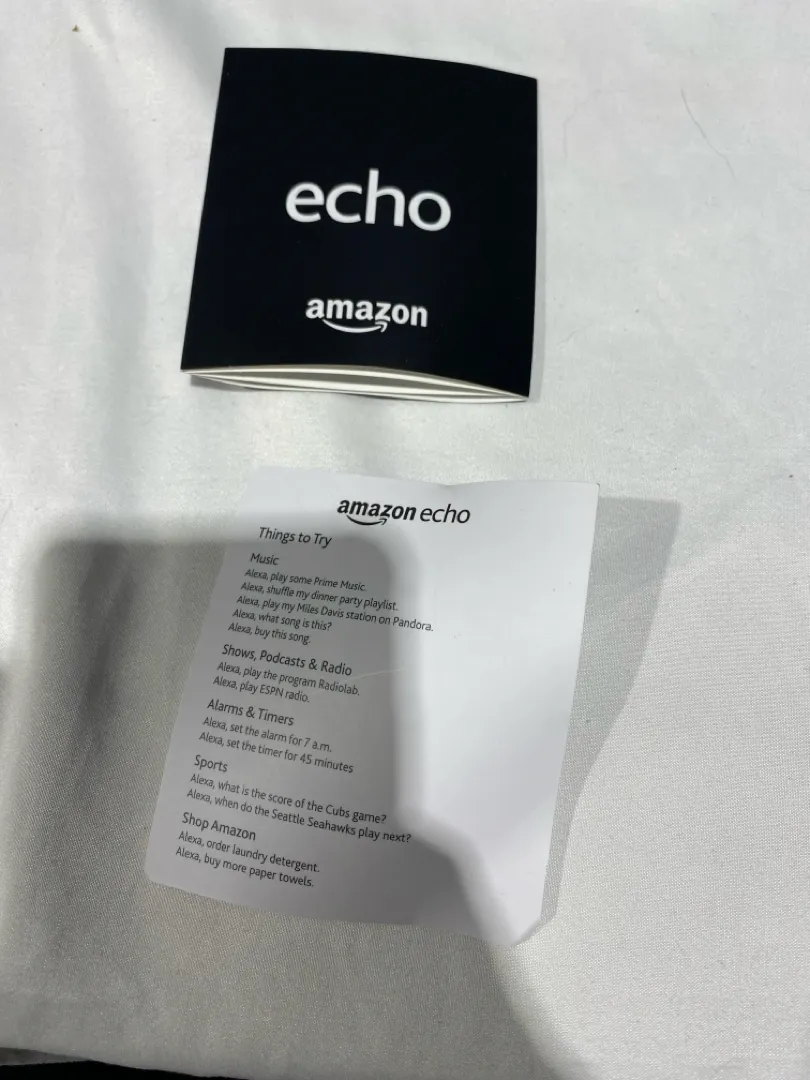 echo
amazon
amazon echo
Things to Try
Music
Alexa, play some Prime Music.
Alexa, shuffle my dinner party playlist.
Alexa, play my Miles Davis station on Pandora.
Alexa, what song is this?
Alexa, buy this song.
Shows, Podcasts & Radio
Alexa, play the program Radiolab.
Alexa, play ESPN radio.
Alarms & Timers
Alexa, set the alarm for 7 a.m.
Alexa, set the timer for 45 minutes
Sports
Alexa, what is the score of the Cubs game?
Alexa, when do the Seattle Seahawks play next?
Shop Amazon
Alexa, order laundry detergent.
Alexa, buy more paper towels.